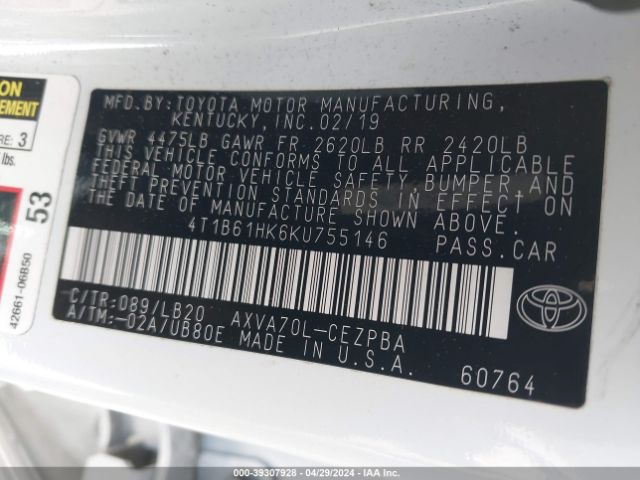 ON
EMENT
RE: 3
lbs.
53
42661-06B50
MFD.BY:TOYOTA MOTOR MANUFACTURING,
KENTUCKY, INC.02/19
GVWR 4475LB GAWR FR 2620LB RR 2420LB
THIS VEHICLE CONFORMS TO ALL APPLICABLE
FEDERAL MOTOR VEHICLE SAFETY,BUMPER,AND
THEFT PREVENTION STANDARDS IN EFFECT ON
THE DATE OF MANUFACTURE SHOWN ABOVE.
4T1B61HK6KU755146 PASS.CAR
C/TR:089/LB20 AXVA70L-CEZPBA
A/TM:-02A/UB80E MADE IN U.S.A.
60764
000-39307928 - 04/29/2024 - IAA Inc.